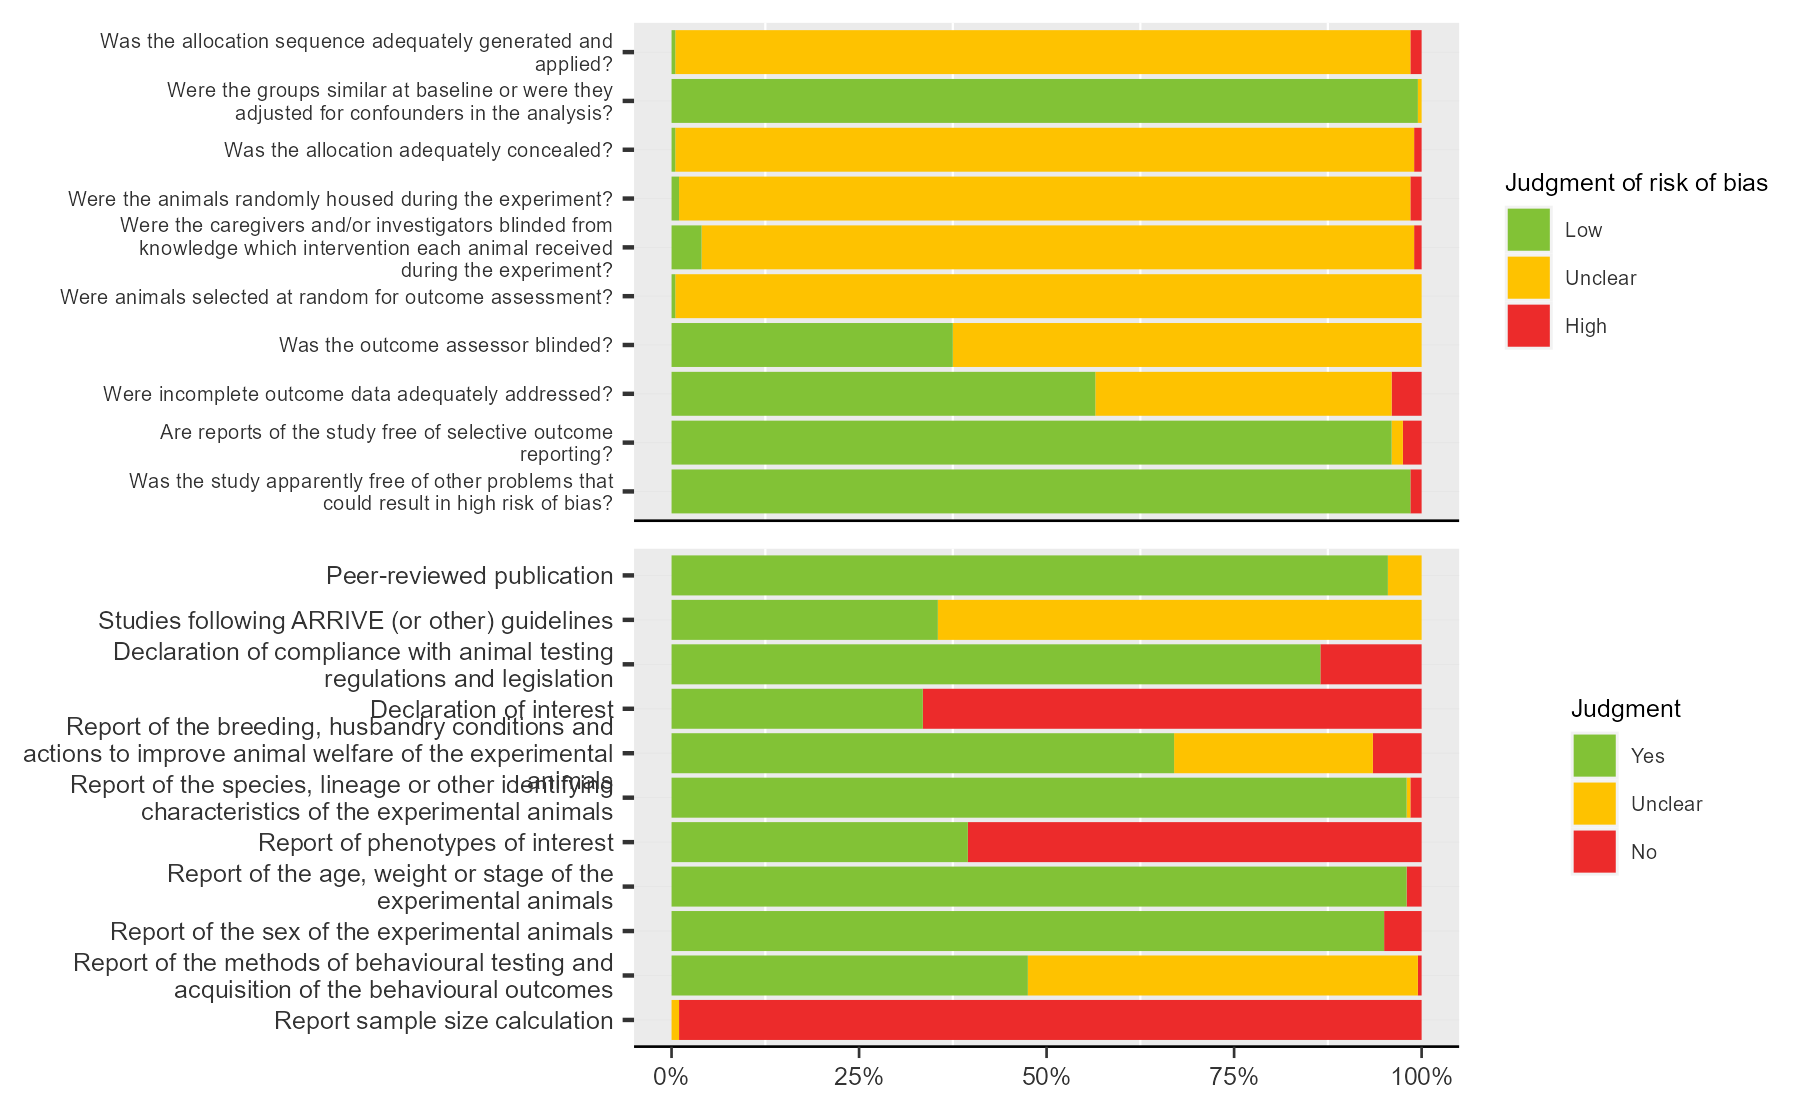 Was the allocation sequence adequately generated and
applied?
Were the groups similar at baseline or were they
adjusted for confounders in the analysis?
Was the allocation adequately concealed?
Were the animals randomly housed during the experiment?
Were the caregivers and/or investigators blinded from
knowledge which intervention each animal received
during the experiment?
Were animals selected at random for outcome assessment?
Was the outcome assessor blinded?
Were incomplete outcome data adequately addressed?
Are reports of the study free of selective outcome
reporting?
Was the study apparently free of other problems that
could result in high risk of bias?
Judgment of risk of bias
Low
Unclear
High
Peer-reviewed publication
Studies following ARRIVE (or other) guidelines
Declaration of compliance with animal testing
regulations and legislation
Declaration of interest
Report of the breeding, husbandry conditions and
actions to improve animal welfare of the experimental
animals
Report of the species, lineage or other identifying
characteristics of the experimental animals
Report of phenotypes of interest
Report of the age, weight or stage of the
experimental animals
Report of the sex of the experimental animals
Report of the methods of behavioural testing and
acquisition of the behavioural outcomes
Report sample size calculation
Judgment
Yes
Unclear
No
0% 25% 50% 75% 100%